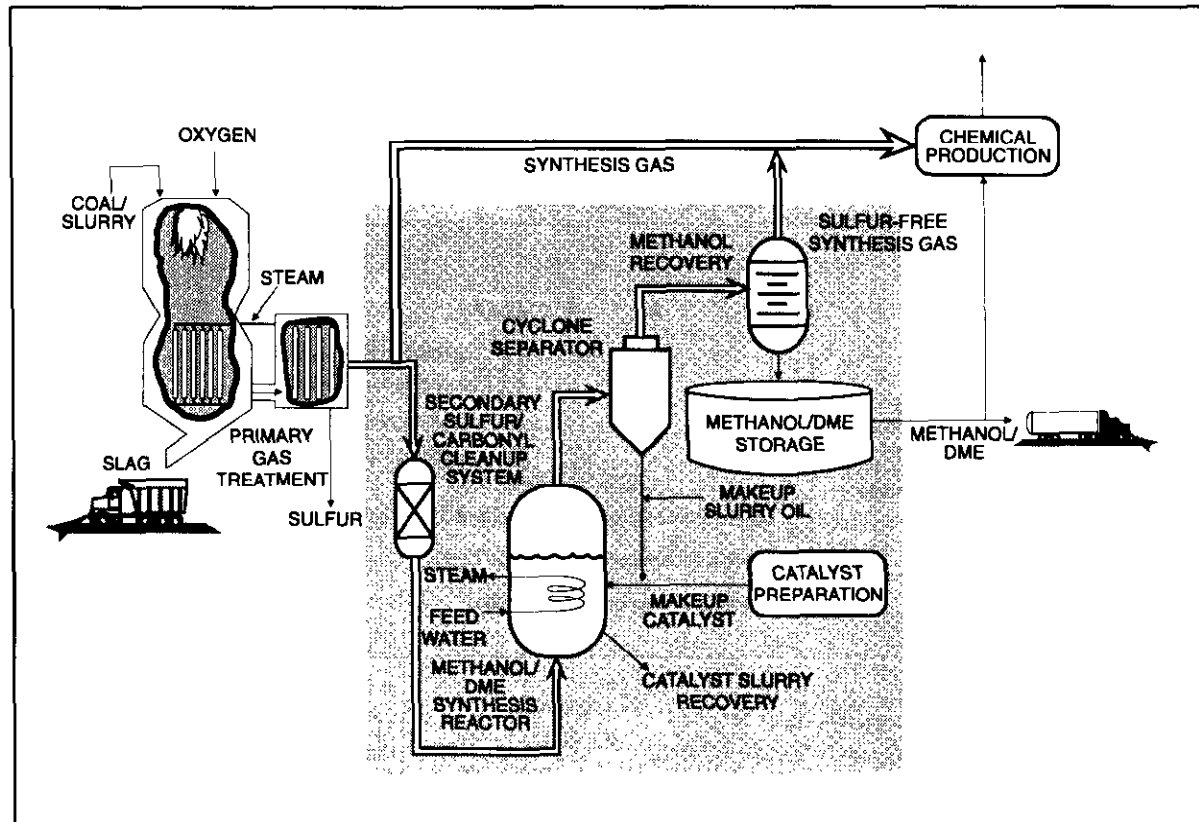 OXYGEN
COAL/
SLURRY
STEAM
PRIMARY
GAS
TREATMENT
SLAG
SULFUR
SYNTHESIS GAS
CHEMICAL
PRODUCTION
SULFUR-FREE
SYNTHESIS GAS
METHANOL
RECOVERY
CYCLONE
SEPARATOR
SECONDARY
SULFUR/
CARBONYL
CLEANUP
SYSTEM
METHANOL/DME
STORAGE
METHANOL/
DME
MAKEUP
SLURRY OIL
STEAM
FEED
WATER
MAKEUP
CATALYST
CATALYST
PREPARATION
METHANOL/
DME
SYNTHESIS
REACTOR
CATALYST SLURRY
RECOVERY